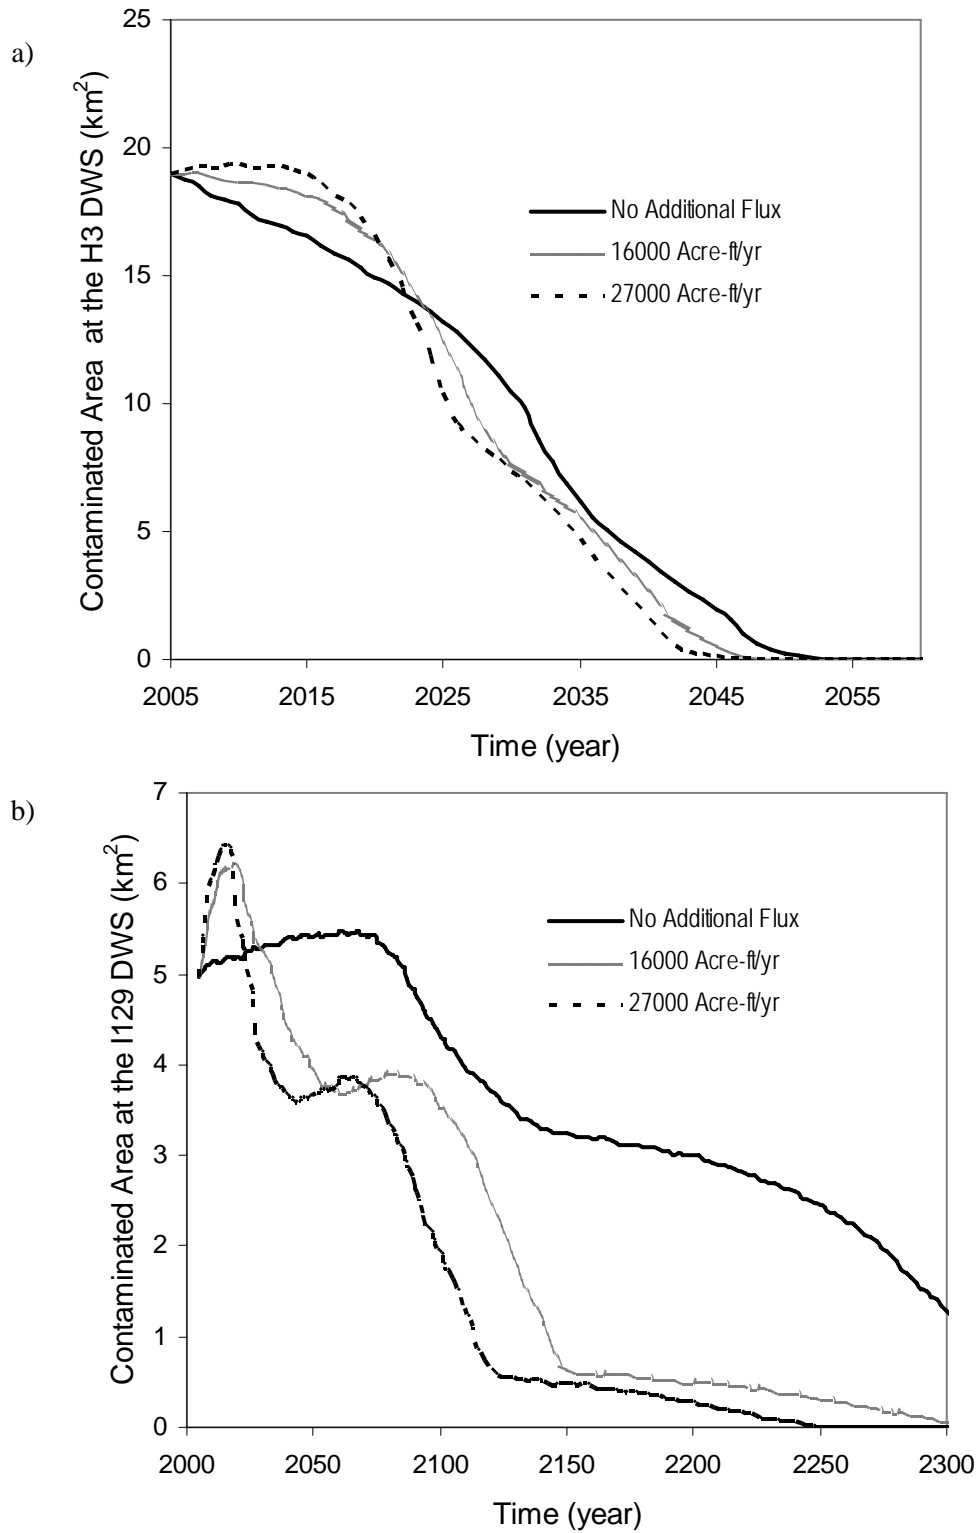 a)
Contaminated Area at the H3 DWS (km²)
25
20
15
10
5
0
No Additional Flux
16000 Acre-ft/yr
27000 Acre-ft/yr
2005 2015 2025 2035 2045 2055
Time (year)
b)
Contaminated Area at the I129 DWS (km²)
7
6
5
4
3
2
1
0
No Additional Flux
16000 Acre-ft/yr
27000 Acre-ft/yr
2000 2050 2100 2150 2200 2250 2300
Time (year)